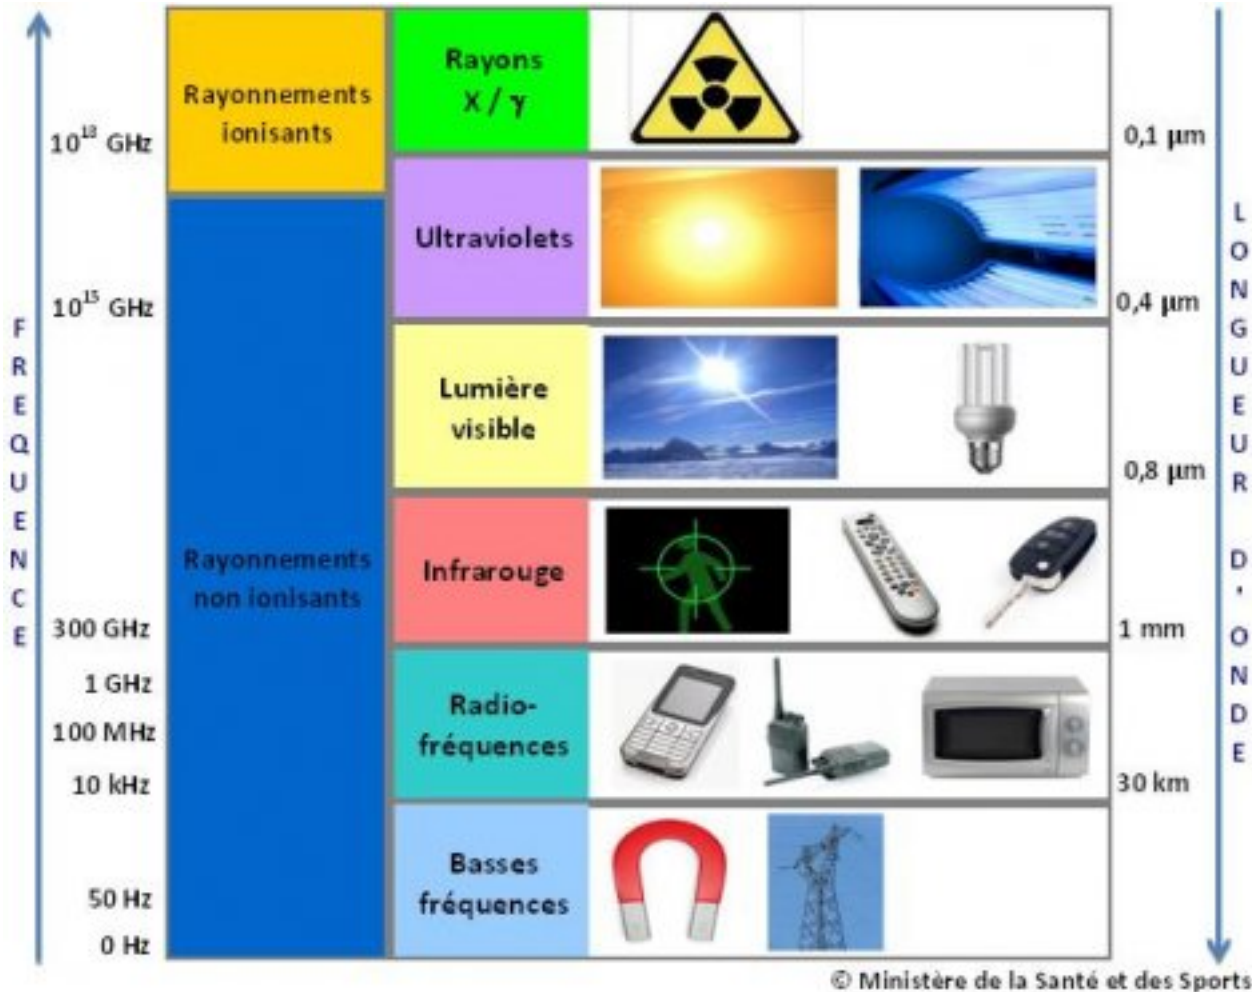 FREQUENCE
10¹⁸ GHz
10¹⁵ GHz
300 GHz
1 GHz
100 MHz
10 kHz
50 Hz
0 Hz
Rayonnements
ionisants
Rayonnements
non ionisants
Rayons
X / γ
Ultraviolets
Lumière
visible
Infrarouge
Radio-
fréquences
Basses
fréquences
0,1 µm
0,4 µm
0,8 µm
1 mm
30 km
LONGUEUR D'ONDE
© Ministère de la Santé et des Sports